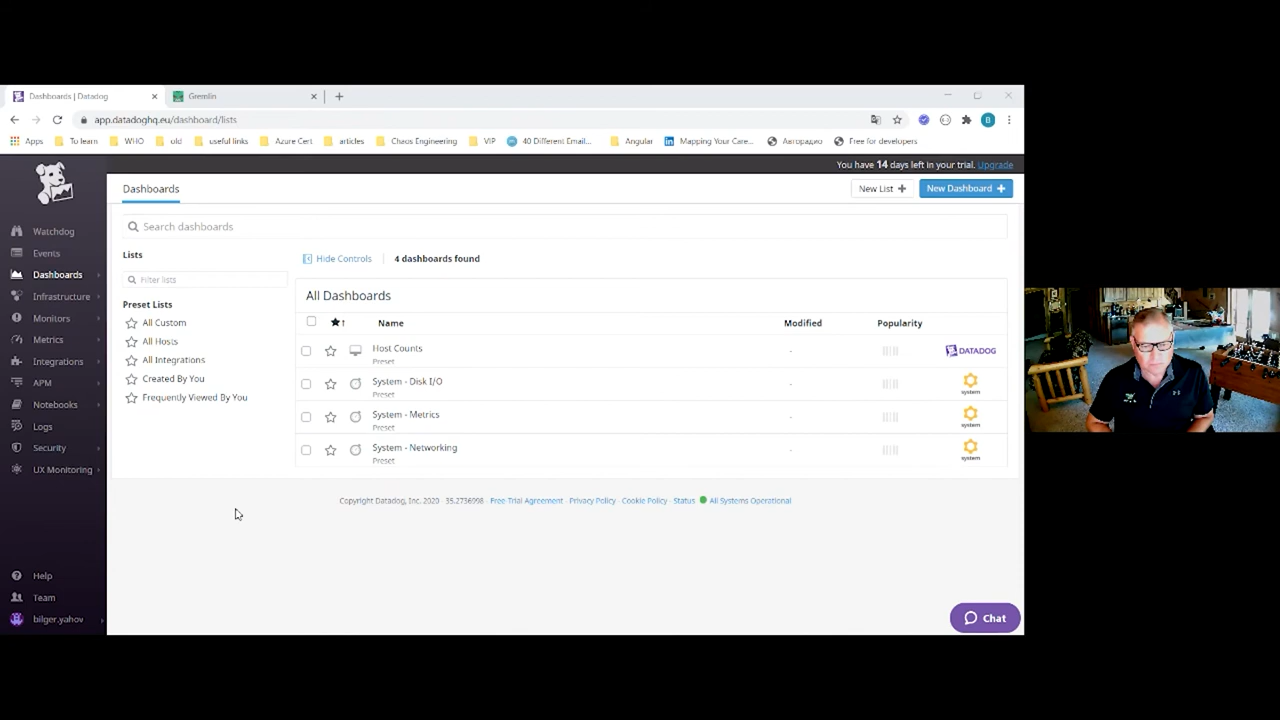 Dashboards | Datadog
Gremlin
app.datadoghq.eu/dashboard/lists
Apps To learn WHO old useful links Azure Cert articles Chaos Engineering VIP 40 Different Email... Angular Mapping Your Care... Авторадио Free for developers
You have 14 days left in your trial. Upgrade
Dashboards
New List
New Dashboard
Search dashboards
Watchdog
Events
Dashboards
Infrastructure
Monitors
Metrics
Integrations
APM
Notebooks
Logs
Security
UX Monitoring
Help
Team
bilger.yahov
Lists
Filter lists
Preset Lists
All Custom
All Hosts
All Integrations
Created By You
Frequently Viewed By You
Hide Controls
4 dashboards found
All Dashboards
Name Modified Popularity
Host Counts
Preset
DATADOG
System - Disk I/O
Preset
system
System - Metrics
Preset
system
System - Networking
Preset
system
Copyright Datadog, Inc. 2020 - 35.2736998 - Free Trial Agreement - Privacy Policy - Cookie Policy - Status All Systems Operational
Chat